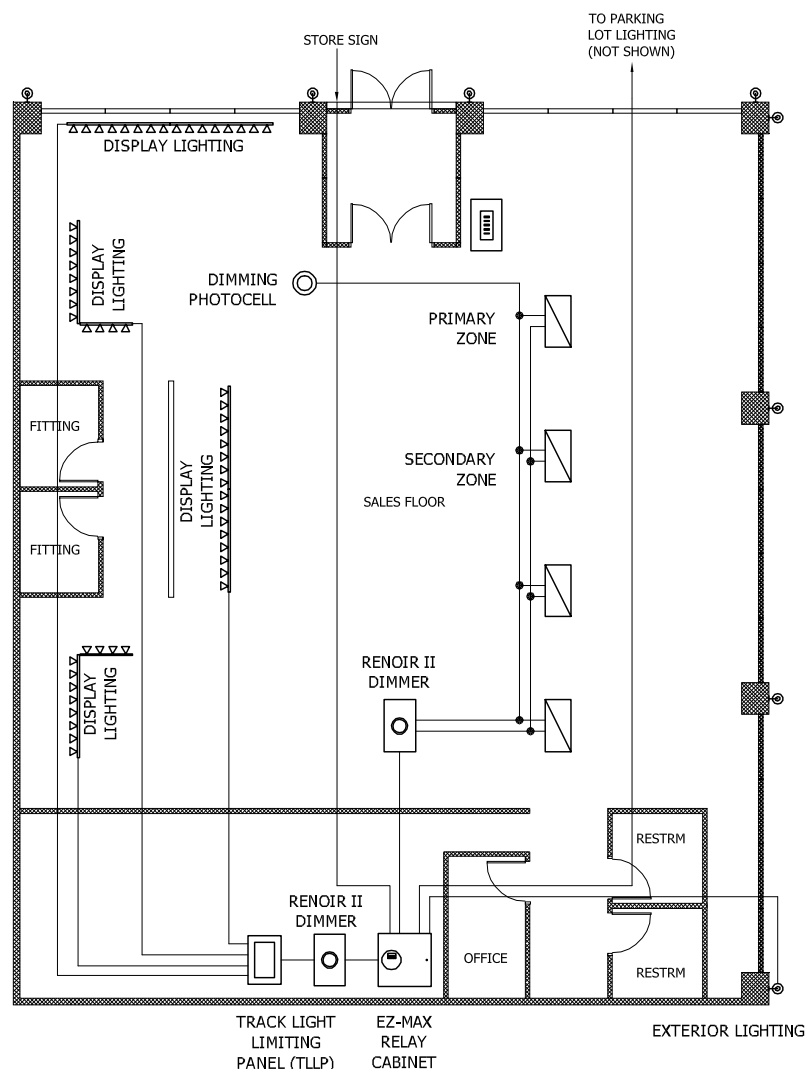 TO PARKING
LOT LIGHTING
(NOT SHOWN)
STORE SIGN
DISPLAY LIGHTING
DISPLAY
LIGHTING
DIMMING
PHOTOCELL
PRIMARY
ZONE
FITTING
DISPLAY
LIGHTING
SECONDARY
ZONE
SALES FLOOR
FITTING
RENOIR II
DIMMER
DISPLAY
LIGHTING
RESTRM
RENOIR II
DIMMER
OFFICE
RESTRM
TRACK LIGHT
LIMITING
PANEL (TLLP)
EZ-MAX
RELAY
CABINET
EXTERIOR LIGHTING